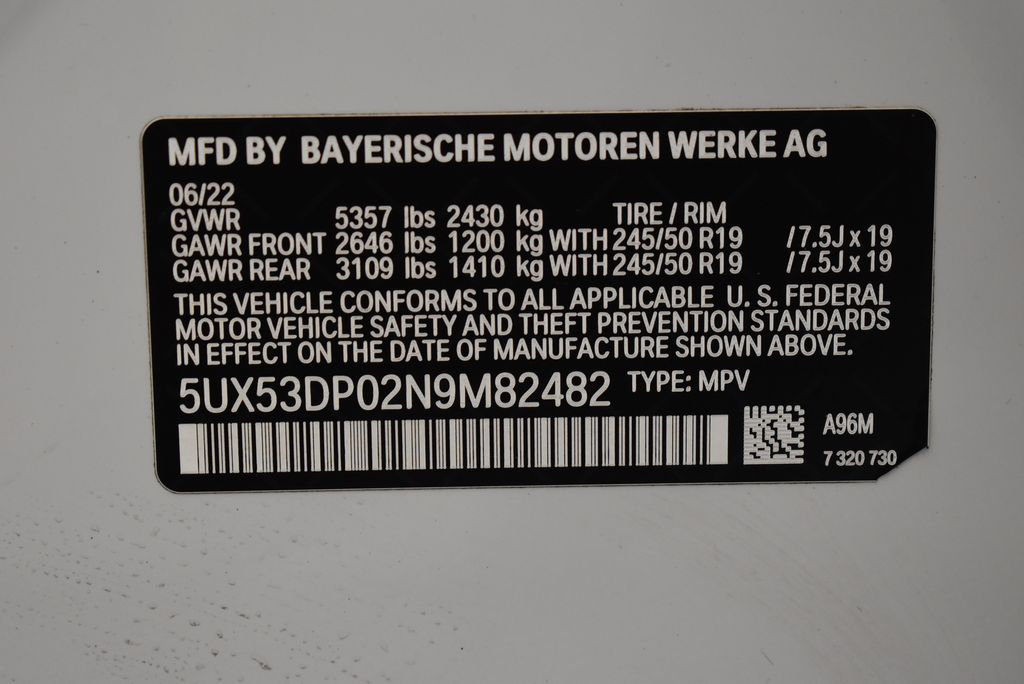 MFD BY BAYERISCHE MOTOREN WERKE AG
06/22
GVWR 5357 lbs 2430 kg TIRE / RIM
GAWR FRONT 2646 lbs 1200 kg WITH 245/50 R19 /7.5J x 19
GAWR REAR 3109 lbs 1410 kg WITH 245/50 R19 /7.5J x 19
THIS VEHICLE CONFORMS TO ALL APPLICABLE U. S. FEDERAL
MOTOR VEHICLE SAFETY AND THEFT PREVENTION STANDARDS
IN EFFECT ON THE DATE OF MANUFACTURE SHOWN ABOVE.
5UX53DP02N9M82482 TYPE: MPV
A96M
7 320 730